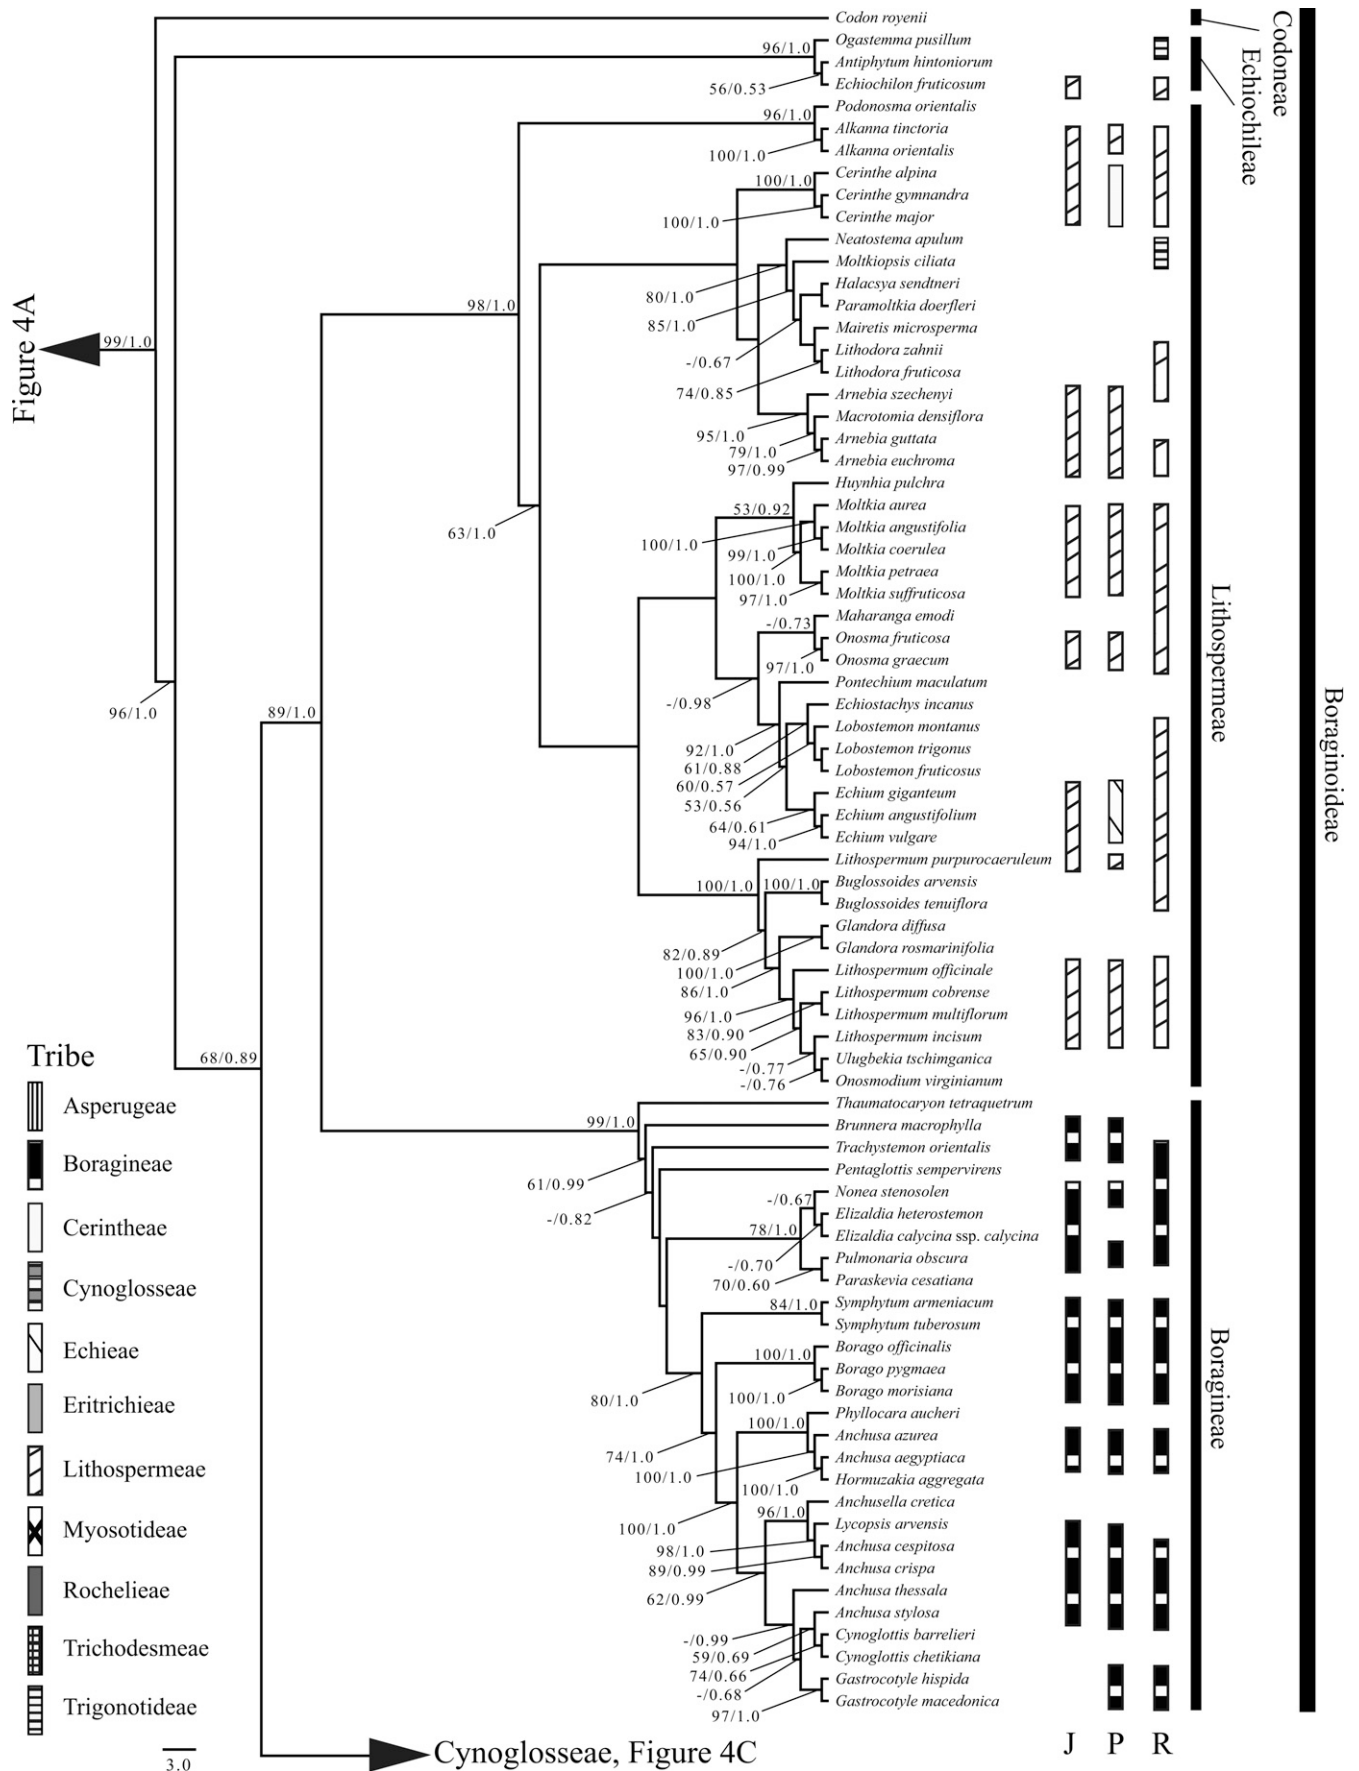 Codon royenii
Ogastemma pusillum
96/1.0
Antiphytum hintoniorum
56/0.53
Echiochilon fruticosum
Podonosma orientalis
96/1.0
Alkanna tinctoria
100/1.0
Alkanna orientalis
Cerinthe alpina
100/1.0
Cerinthe gymnandra
100/1.0
Cerinthe major
Neatostema apulum
Moltkiopsis ciliata
Halacsya sendtneri
80/1.0
98/1.0
Paramoltkia doerfleri
85/1.0
Mairetis microsperma
99/1.0
Figure 4A
Lithodora zahnii
-/0.67
Lithodora fruticosa
74/0.85
Arnebia szechenyi
Macrotomia densiflora
95/1.0
Arnebia guttata
79/1.0
Arnebia euchroma
97/0.99
Huynhia pulchra
Moltkia aurea
53/0.92
63/1.0
Moltkia angustifolia
100/1.0
Moltkia coerulea
99/1.0
Moltkia petraea
100/1.0
Moltkia suffruticosa
97/1.0
Maharanga emodi
-/0.73
Onosma fruticosa
Onosma graecum
97/1.0
Pontechium maculatum
-/0.98
Echiostachys incanus
96/1.0
89/1.0
Lobostemon montanus
Lobostemon trigonus
92/1.0
61/0.88
Lobostemon fruticosus
60/0.57
Echium giganteum
53/0.56
Echium angustifolium
64/0.61
Echium vulgare
94/1.0
Lithospermum purpurocaeruleum
Buglossoides arvensis
100/1.0
100/1.0
Buglossoides tenuiflora
Glandora diffusa
Glandora rosmarinifolia
82/0.89
Lithospermum officinale
100/1.0
Lithospermum cobrense
86/1.0
Lithospermum multiflorum
96/1.0
Lithospermum incisum
83/0.90
Ulugbekia tschimganica
65/0.90
-/0.77
Onosmodium virginianum
-/0.76
68/0.89
Thaumatocaryon tetraquetrum
Brunnera macrophylla
99/1.0
Trachystemon orientalis
Pentaglottis sempervirens
61/0.99
Nonea stenosolen
-/0.67
Elizaldia heterostemon
-/0.82
Elizaldia calycina ssp. calycina
78/1.0
Pulmonaria obscura
-/0.70
Paraskevia cesatiana
70/0.60
Symphytum armeniacum
84/1.0
Symphytum tuberosum
Borago officinalis
100/1.0
Borago pygmaea
Borago morisiana
80/1.0
100/1.0
Phyllocara aucheri
100/1.0
Anchusa azurea
Anchusa aegyptiaca
74/1.0
Hormuzakia aggregata
100/1.0
100/1.0
Anchusella cretica
96/1.0
Lycopsis arvensis
100/1.0
Anchusa cespitosa
98/1.0
Anchusa crispa
89/0.99
Anchusa thessala
62/0.99
Anchusa stylosa
Cynoglottis barrelieri
-/0.99
Cynoglottis chetikiana
59/0.69
Gastrocotyle hispida
74/0.66
-/0.68
Gastrocotyle macedonica
97/1.0
Cynoglosseae, Figure 4C
J P R
Codoneae
Echiochileae
Lithospermeae
Boragineae
Boraginoideae
Tribe
Asperugeae
Boragineae
Cerintheae
Cynoglosseae
Echieae
Eritrichieae
Lithospermeae
Myosotideae
Rochelieae
Trichodesmeae
Trigonotideae
3.0